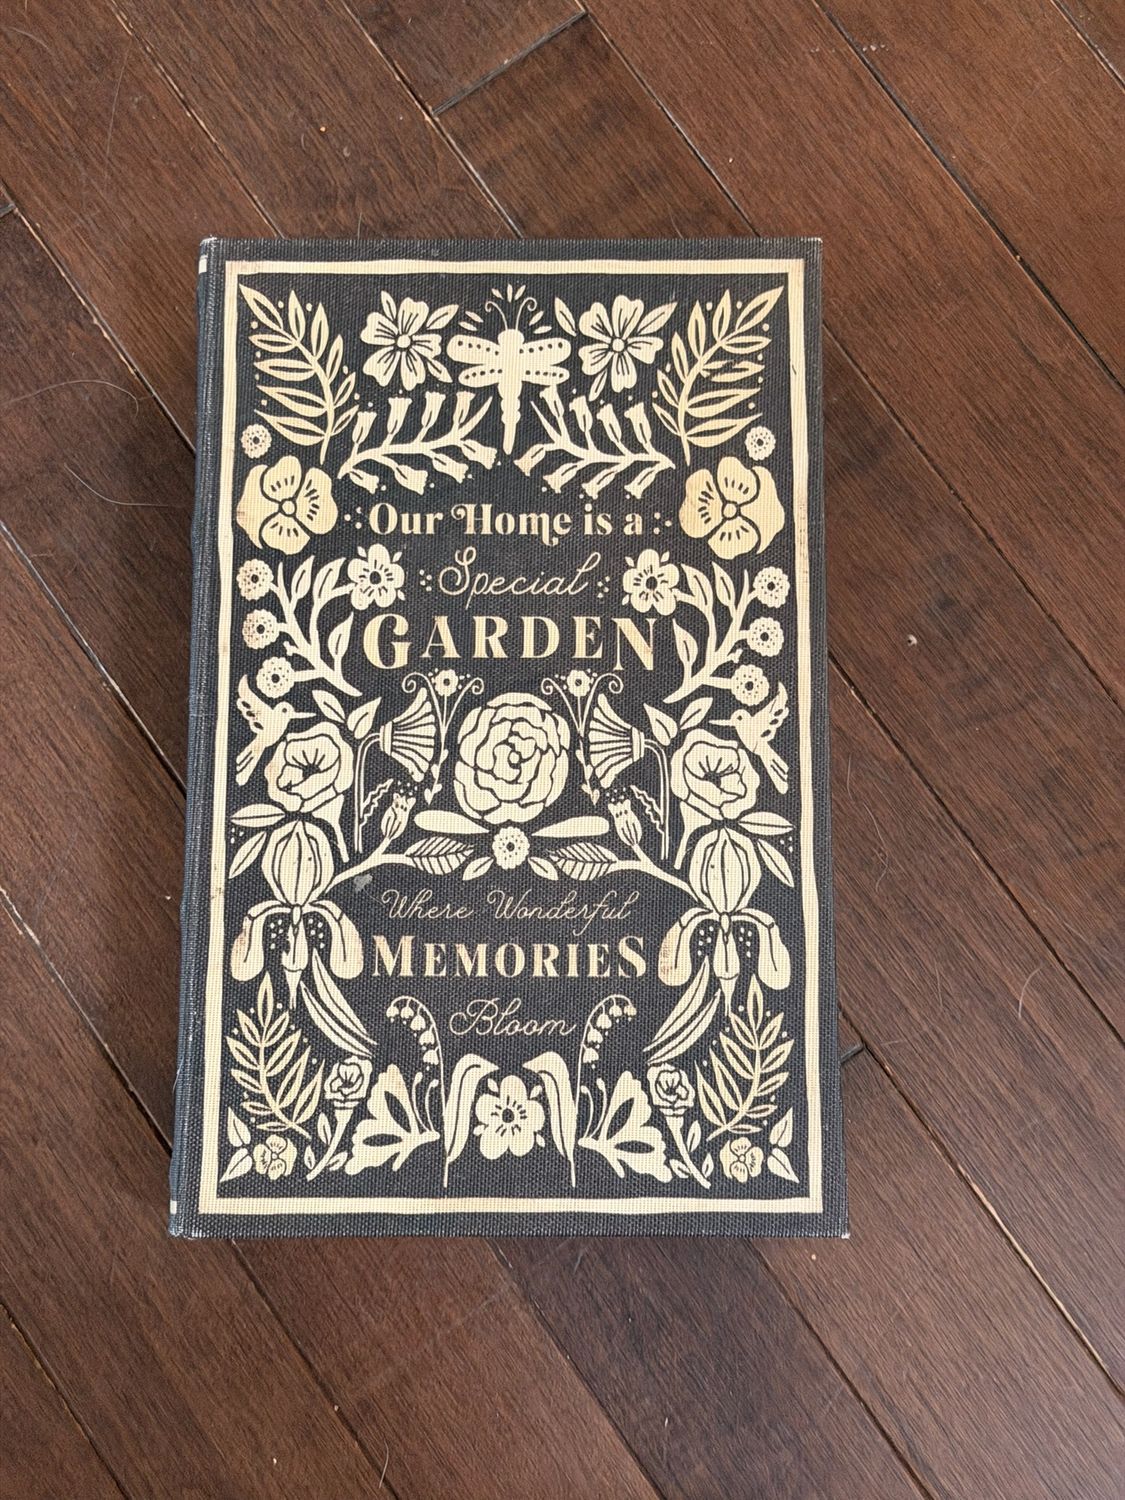 Our Home is a
Special
GARDEN
Where Wonderful
MEMORIES
Bloom